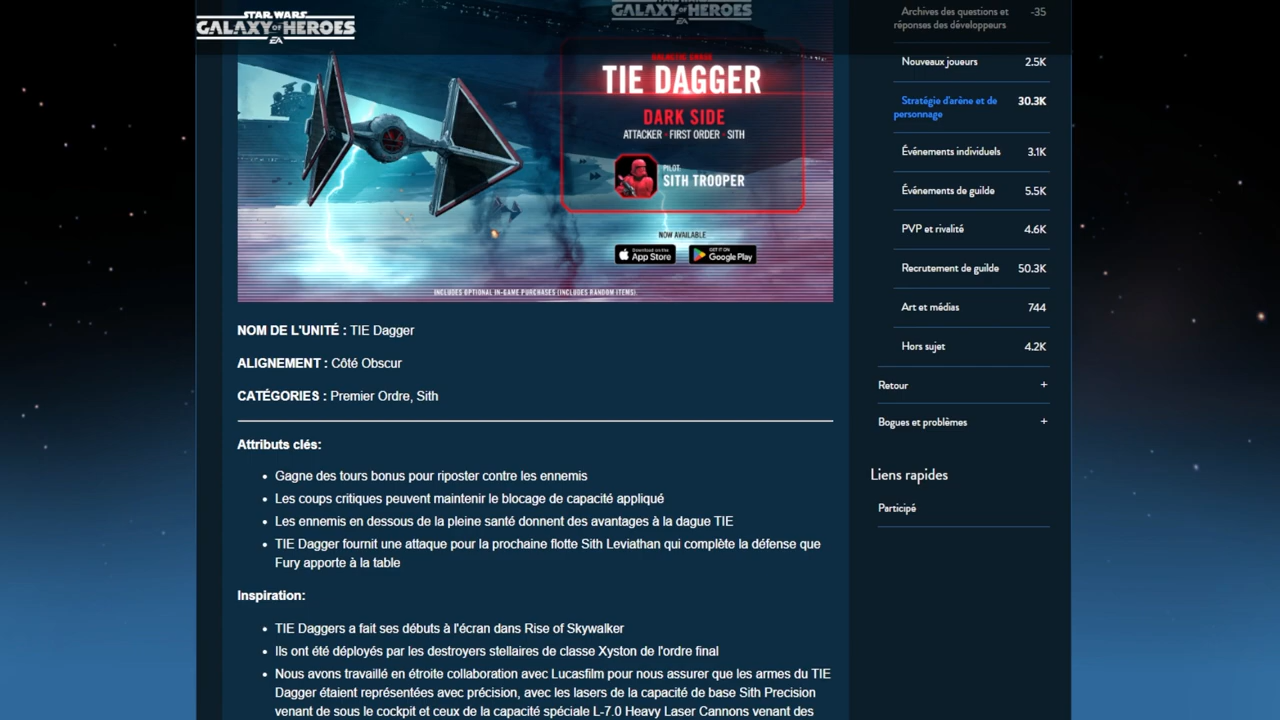 STAR WARS
GALAXY OF HEROES
EA
GALAXY OF HEROES
EA
TIE DAGGER
DARK SIDE
ATTACKER · FIRST ORDER · SITH
PILOT:
SITH TROOPER
NOW AVAILABLE
Download on the
App Store
GET IT ON
Google Play
INCLUDES OPTIONAL IN-GAME PURCHASES (INCLUDES RANDOM ITEMS).
NOM DE L'UNITÉ : TIE Dagger
ALIGNEMENT : Côté Obscur
CATÉGORIES : Premier Ordre, Sith
Attributs clés:
• Gagne des tours bonus pour riposter contre les ennemis
• Les coups critiques peuvent maintenir le blocage de capacité appliqué
• Les ennemis en dessous de la pleine santé donnent des avantages à la dague TIE
• TIE Dagger fournit une attaque pour la prochaine flotte Sith Leviathan qui complète la défense que
Fury apporte à la table
Inspiration:
• TIE Daggers a fait ses débuts à l'écran dans Rise of Skywalker
• Ils ont été déployés par les destroyers stellaires de classe Xyston de l'ordre final
• Nous avons travaillé en étroite collaboration avec Lucasfilm pour nous assurer que les armes du TIE
Dagger étaient représentées avec précision, avec les lasers de la capacité de base Sith Precision
venant de sous le cockpit et ceux de la capacité spéciale L-7.0 Heavy Laser Cannons venant des
Archives des questions et -35
réponses des développeurs
Nouveaux joueurs 2.5K
Stratégie d'arène et de 30.3K
personnage
Événements individuels 3.1K
Événements de guilde 5.5K
PVP et rivalité 4.6K
Recrutement de guilde 50.3K
Art et médias 744
Hors sujet 4.2K
Retour +
Bogues et problèmes +
Liens rapides
Participé